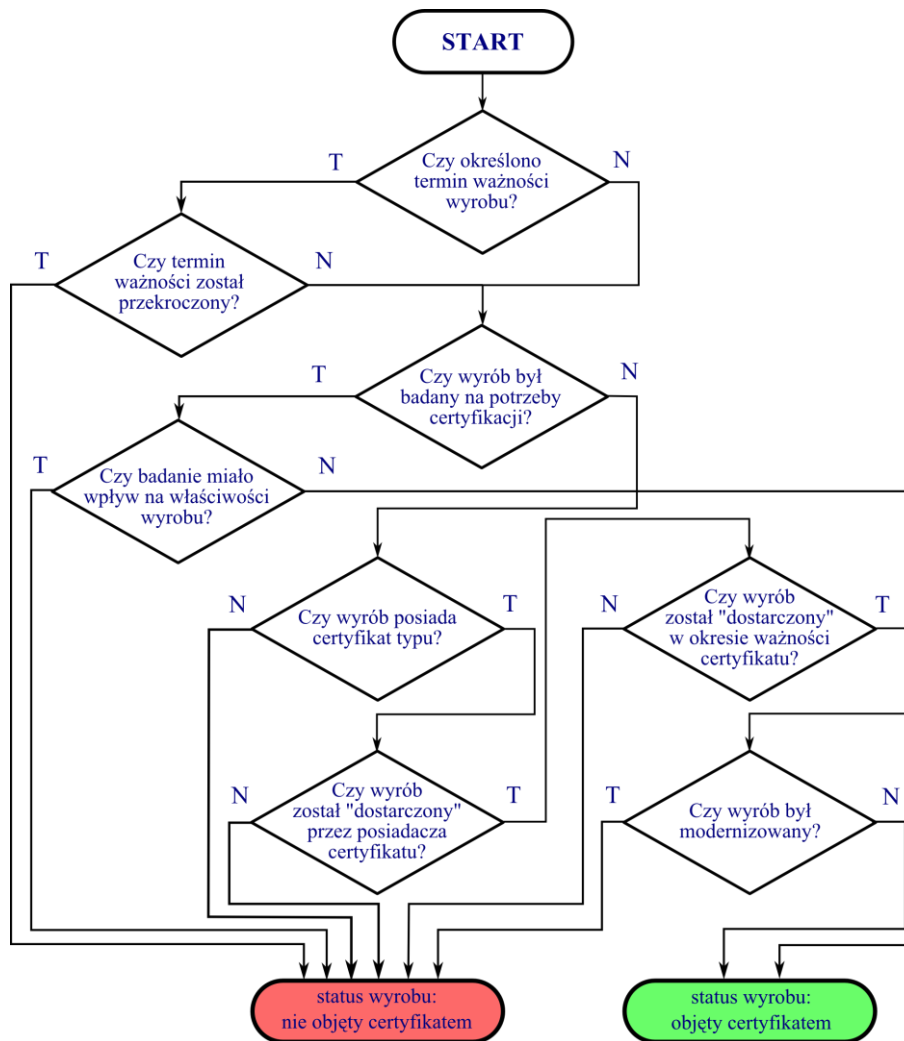 START
T
Czy określono
termin ważności
wyrobu?
N
T
Czy termin
ważności został
przekroczony?
N
T
Czy wyrób był
badany na potrzeby
certyfikacji?
N
T
Czy badanie miało
wpływ na właściwości
wyrobu?
N
N
Czy wyrób posiada
certyfikat typu?
T
N
Czy wyrób
został "dostarczony"
w okresie ważności
certyfikatu?
T
N
Czy wyrób
został "dostarczony"
przez posiadacza
certyfikatu?
T
T
Czy wyrób był
modernizowany?
N
status wyrobu:
nie objęty certyfikatem
status wyrobu:
objęty certyfikatem